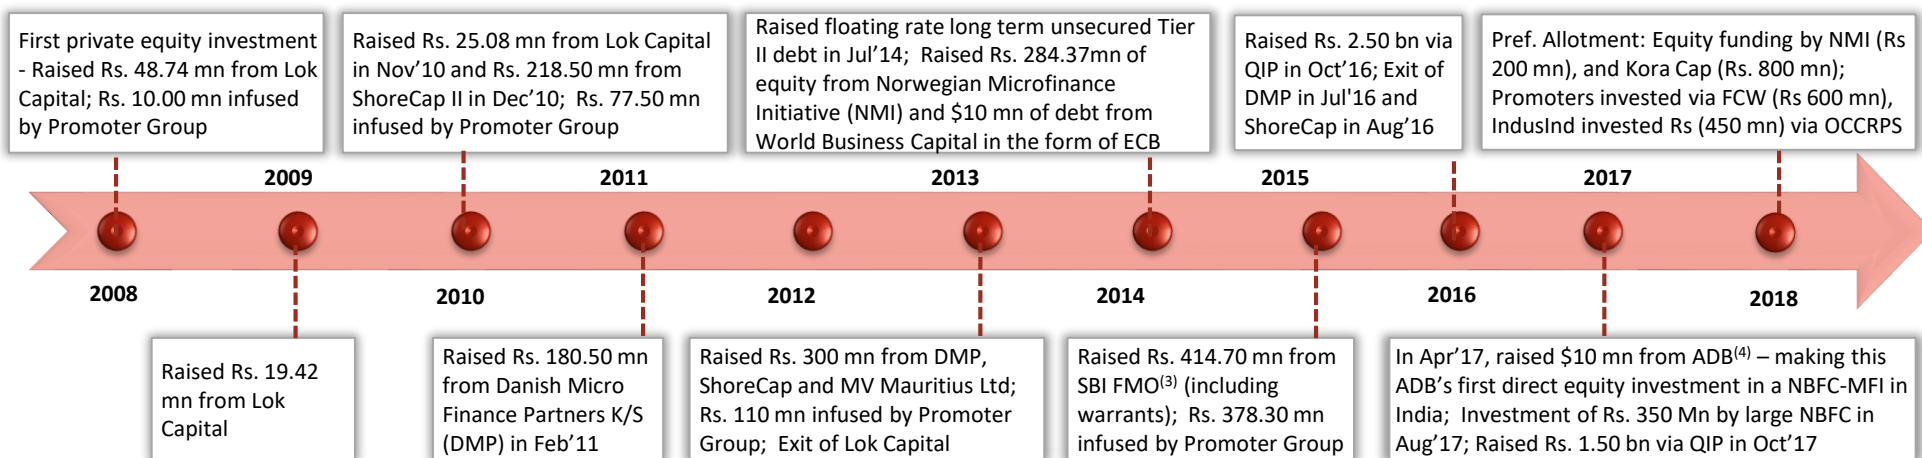 First private equity investment
- Raised Rs. 48.74 mn from Lok
Capital; Rs. 10.00 mn infused
by Promoter Group
Raised Rs. 25.08 mn from Lok Capital
in Nov’10 and Rs. 218.50 mn from
ShoreCap II in Dec’10; Rs. 77.50 mn
infused by Promoter Group
Raised floating rate long term unsecured Tier
II debt in Jul’14; Raised Rs. 284.37mn of
equity from Norwegian Microfinance
Initiative (NMI) and $10 mn of debt from
World Business Capital in the form of ECB
Raised Rs. 2.50 bn via
QIP in Oct’16; Exit of
DMP in Jul'16 and
ShoreCap in Aug’16
Pref. Allotment: Equity funding by NMI (Rs
200 mn), and Kora Cap (Rs. 800 mn);
Promoters invested via FCW (Rs 600 mn),
IndusInd invested Rs (450 mn) via OCCRPS
2009
2011
2013
2015
2017
2008
2010
2012
2014
2016
2018
Raised Rs. 19.42
mn from Lok
Capital
Raised Rs. 180.50 mn
from Danish Micro
Finance Partners K/S
(DMP) in Feb’11
Raised Rs. 300 mn from DMP,
ShoreCap and MV Mauritius Ltd;
Rs. 110 mn infused by Promoter
Group; Exit of Lok Capital
Raised Rs. 414.70 mn from
SBI FMO(3) (including
warrants); Rs. 378.30 mn
infused by Promoter Group
In Apr’17, raised $10 mn from ADB(4) – making this
ADB’s first direct equity investment in a NBFC-MFI in
India; Investment of Rs. 350 Mn by large NBFC in
Aug’17; Raised Rs. 1.50 bn via QIP in Oct’17